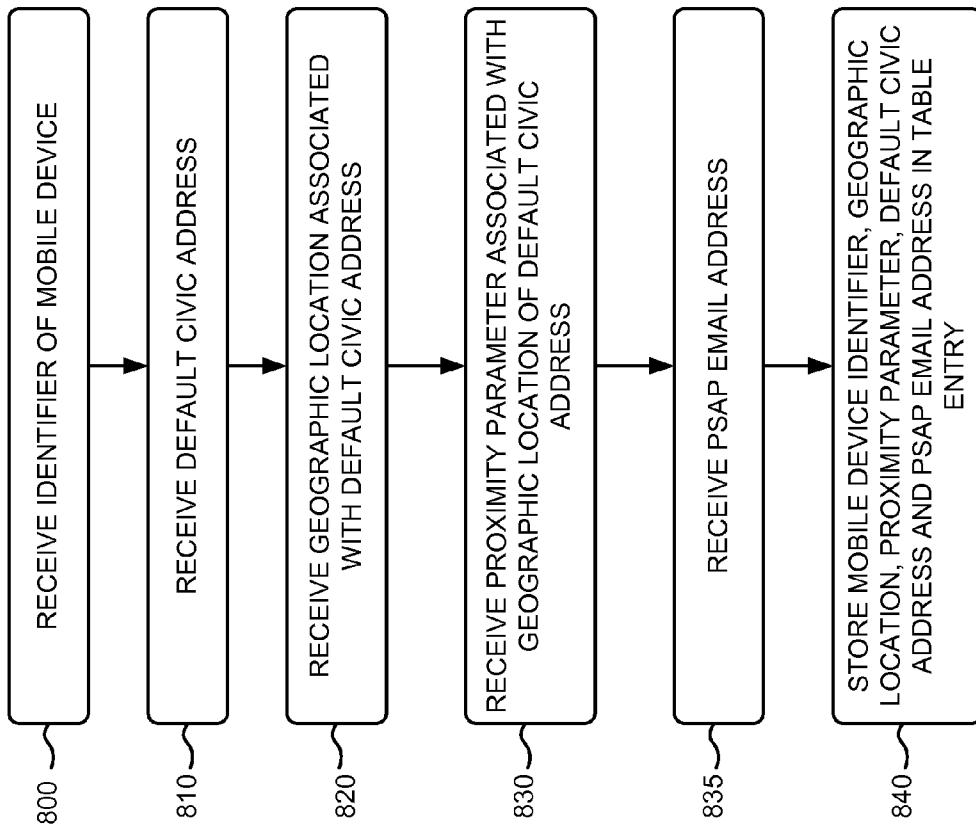 RECEIVE IDENTIFIER OF MOBILE DEVICE
800
RECEIVE DEFAULT CIVIC ADDRESS
810
RECEIVE GEOGRAPHIC LOCATION ASSOCIATED
WITH DEFAULT CIVIC ADDRESS
820
RECEIVE PROXIMITY PARAMETER ASSOCIATED WITH
GEOGRAPHIC LOCATION OF DEFAULT CIVIC
ADDRESS
830
RECEIVE PSAP EMAIL ADDRESS
835
STORE MOBILE DEVICE IDENTIFIER, GEOGRAPHIC
LOCATION, PROXIMITY PARAMETER, DEFAULT CIVIC
ADDRESS AND PSAP EMAIL ADDRESS IN TABLE
ENTRY
840